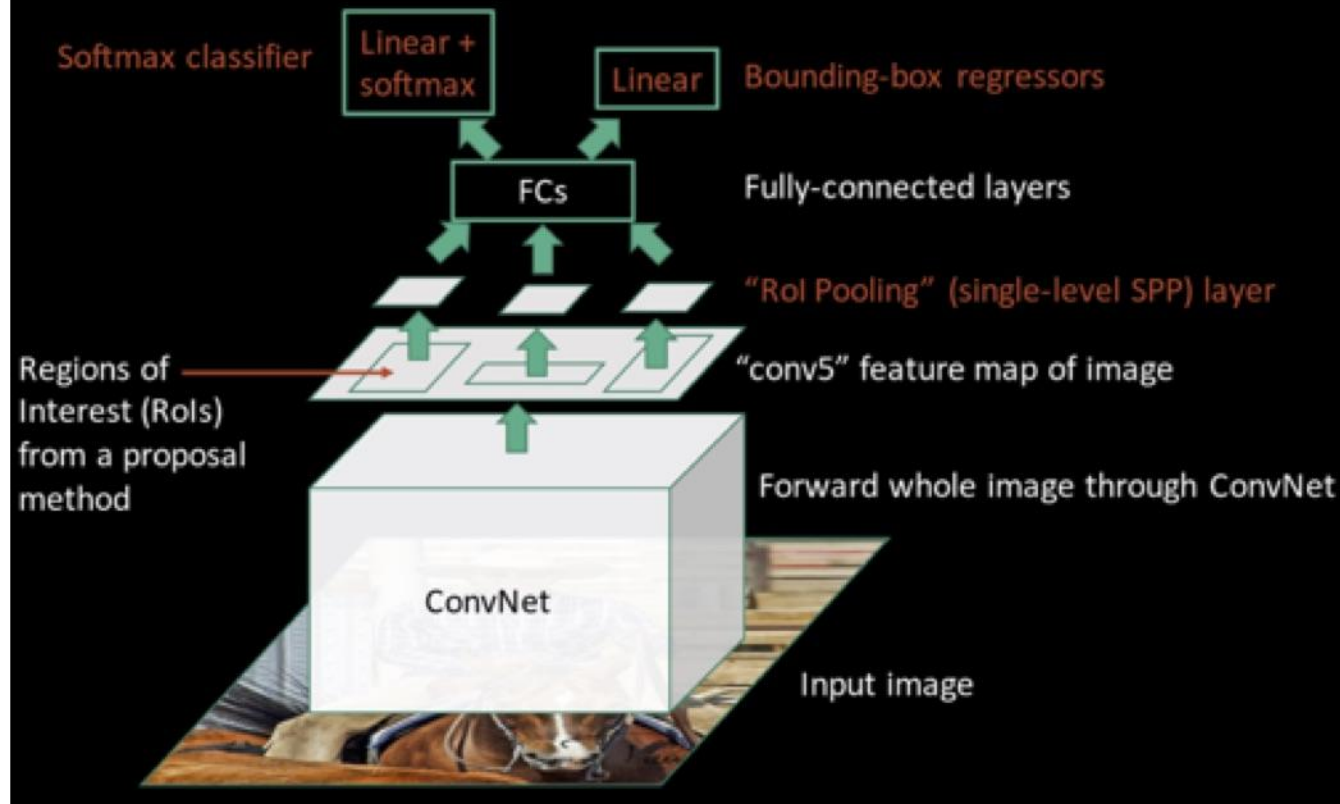 Softmax classifier
Linear +
softmax
Linear
Bounding-box regressors
FCs
Fully-connected layers
“RoI Pooling” (single-level SPP) layer
Regions of
Interest (RoIs)
from a proposal
method
“conv5” feature map of image
Forward whole image through ConvNet
ConvNet
Input image